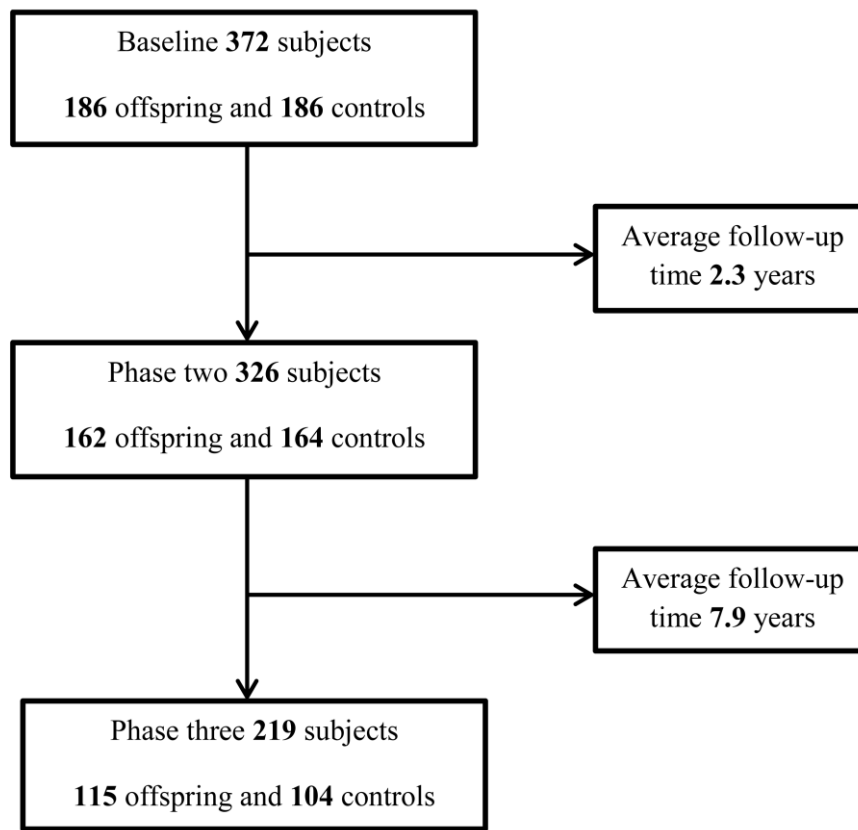 Baseline 372 subjects
186 offspring and 186 controls
Average follow-up
time 2.3 years
Phase two 326 subjects
162 offspring and 164 controls
Average follow-up
time 7.9 years
Phase three 219 subjects
115 offspring and 104 controls